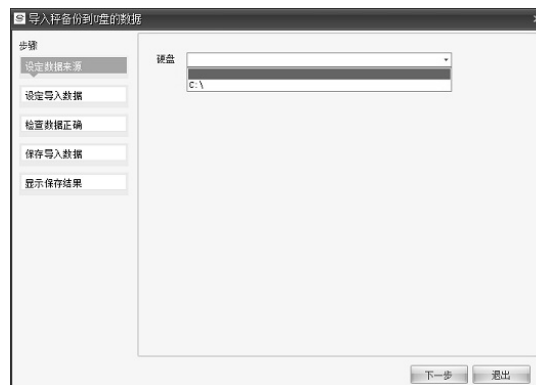 导入秤备份到U盘的数据
步骤
设定数据来源
设定导入数据
检查数据正确
保存导入数据
显示保存结果
硬盘
C:\
下一步
退出